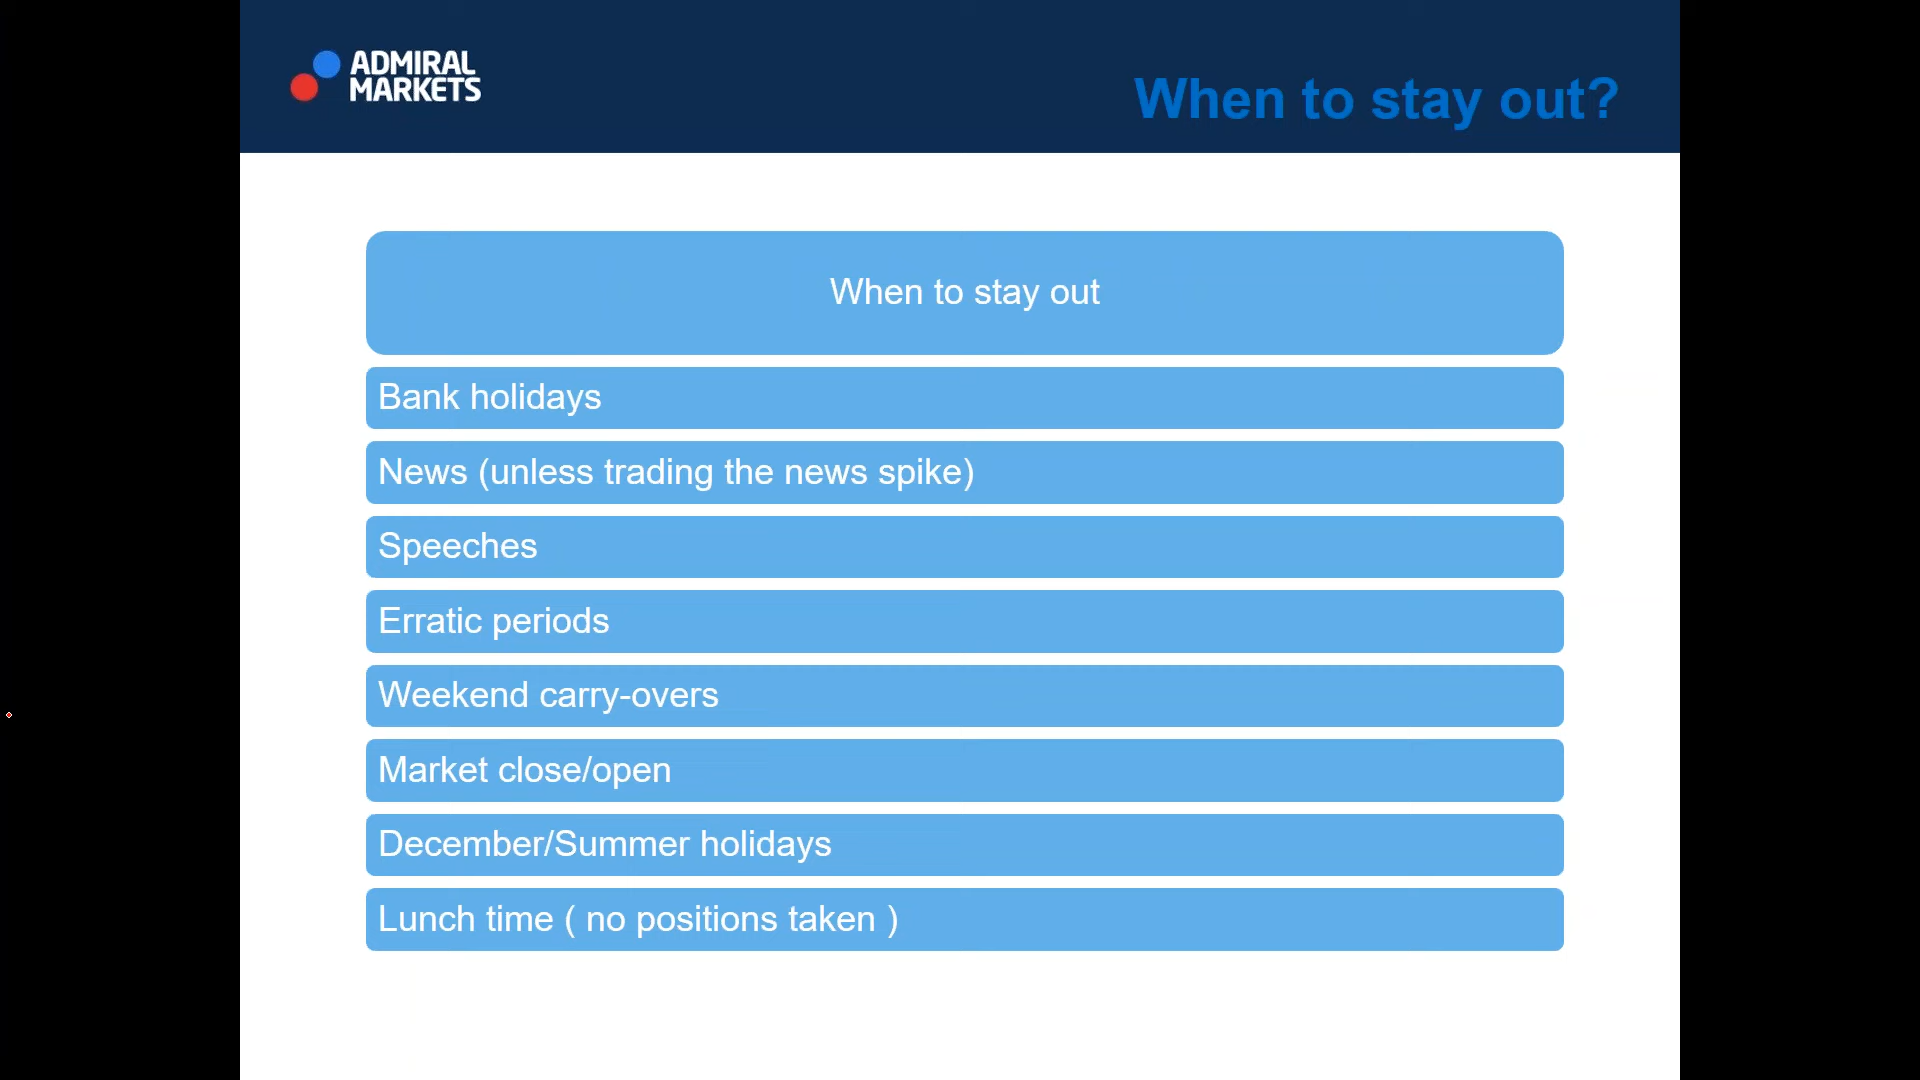 ADMIRAL
MARKETS
When to stay out?
When to stay out
Bank holidays
News (unless trading the news spike)
Speeches
Erratic periods
Weekend carry-overs
Market close/open
December/Summer holidays
Lunch time ( no positions taken )